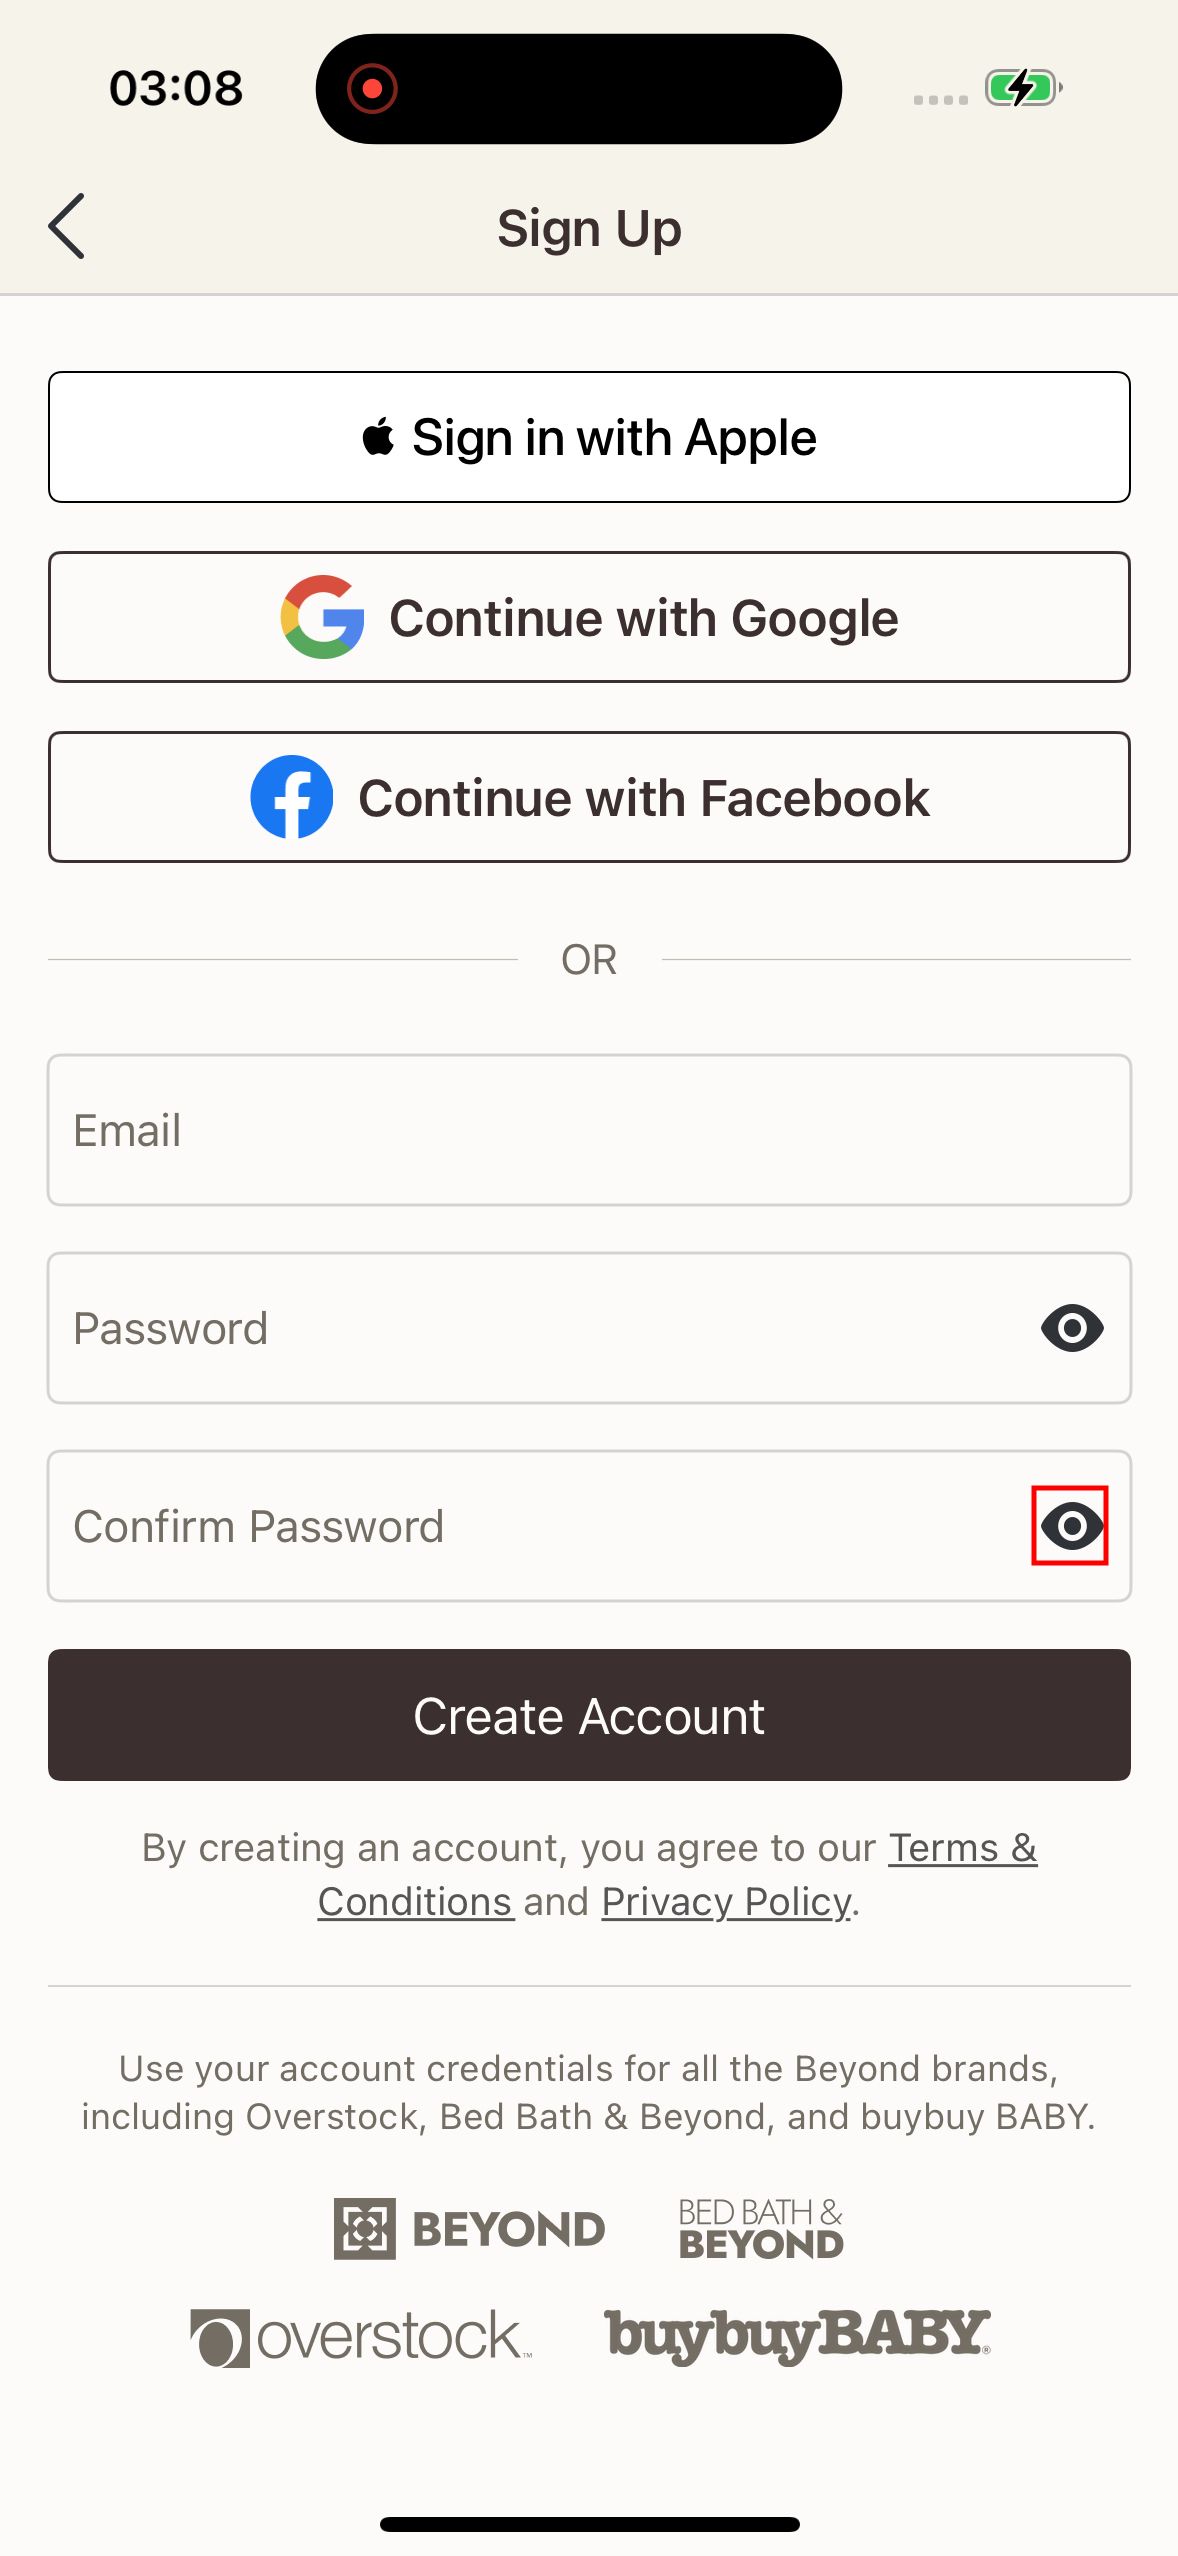 03:08
Sign Up
Sign in with Apple
Continue with Google
Continue with Facebook
OR
Email
Password
Confirm Password
Create Account
By creating an account, you agree to our Terms &
Conditions and Privacy Policy.
Use your account credentials for all the Beyond brands,
including Overstock, Bed Bath & Beyond, and buybuy BABY.
BEYOND
BED BATH &
BEYOND
overstock™
buybuyBABY®